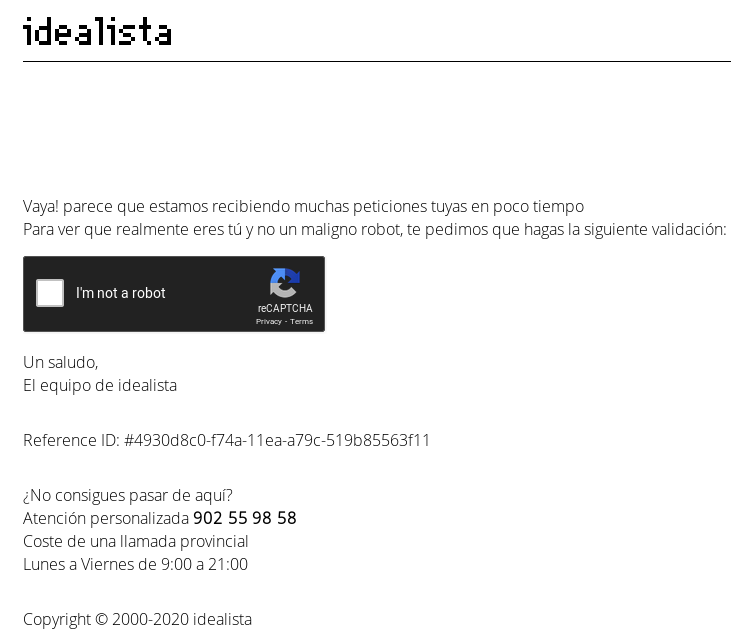 idealista
Vaya! parece que estamos recibiendo muchas peticiones tuyas en poco tiempo
Para ver que realmente eres tú y no un maligno robot, te pedimos que hagas la siguiente validación:
I'm not a robot
reCAPTCHA
Privacy - Terms
Un saludo,
El equipo de idealista
Reference ID: #4930d8c0-f74a-11ea-a79c-519b85563f11
¿No consigues pasar de aquí?
Atención personalizada 902 55 98 58
Coste de una llamada provincial
Lunes a Viernes de 9:00 a 21:00
Copyright © 2000-2020 idealista